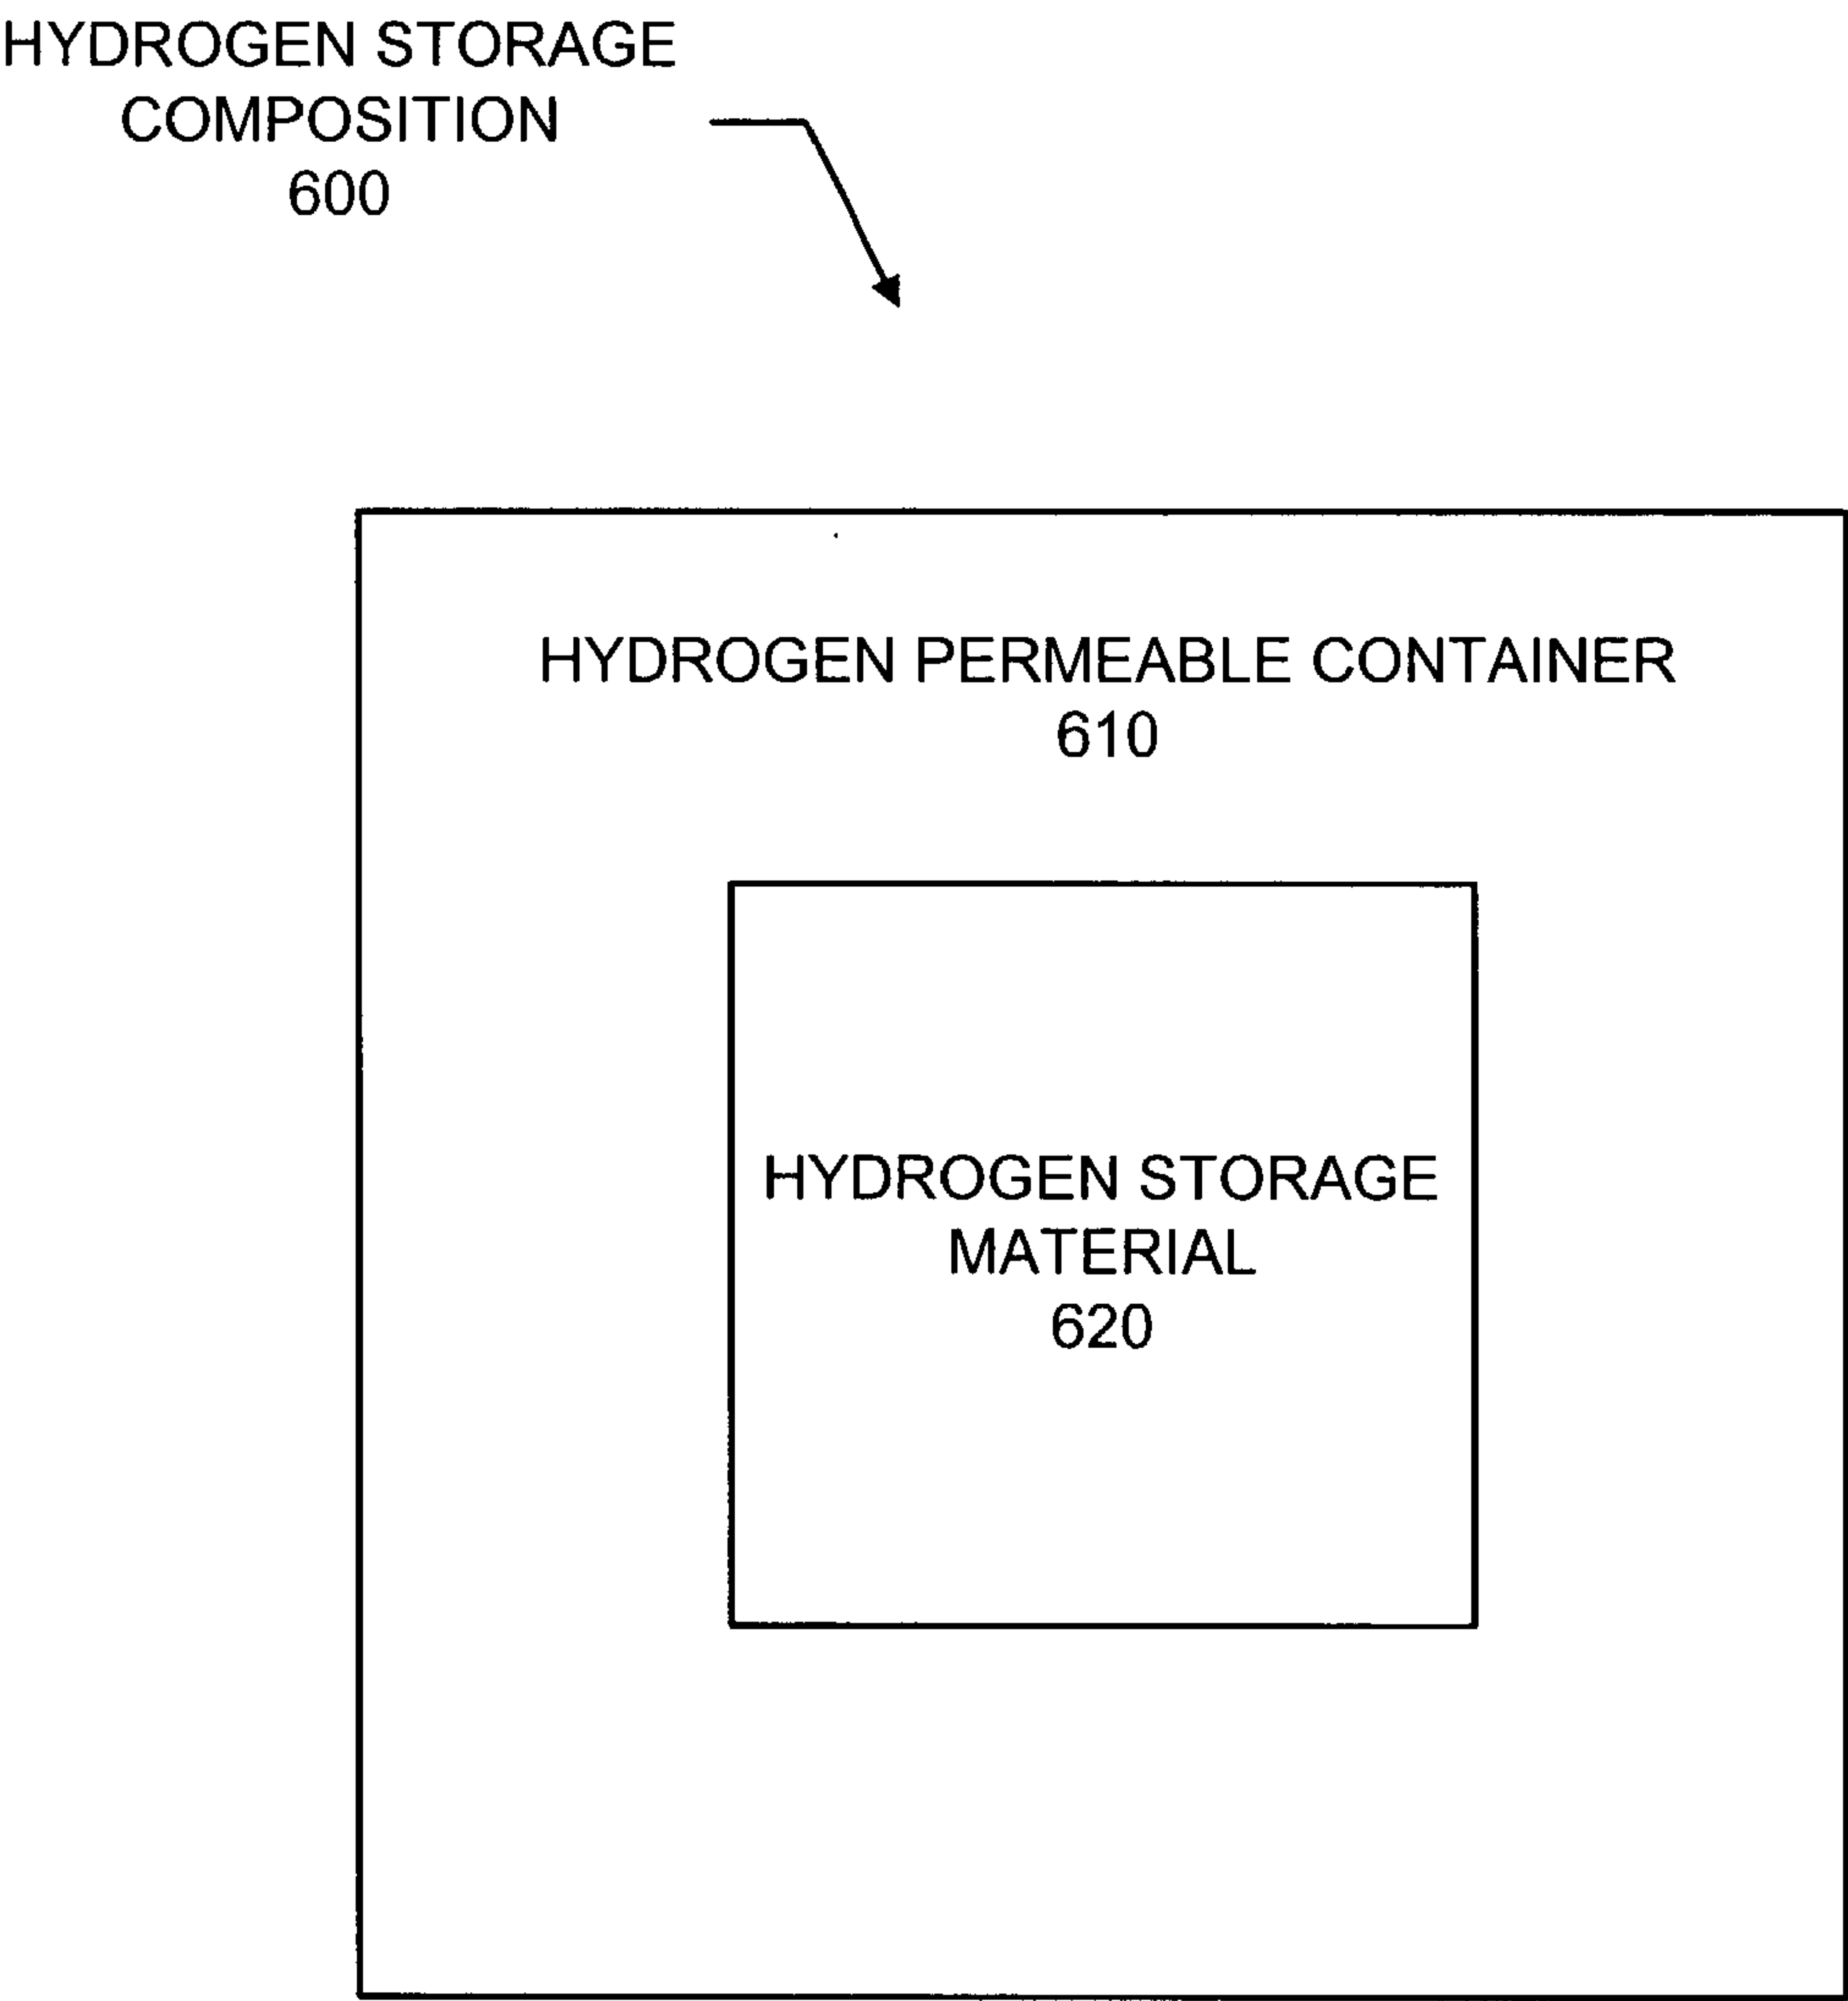 HYDROGEN STORAGE
COMPOSITION
600
HYDROGEN PERMEABLE CONTAINER
610
HYDROGEN STORAGE
MATERIAL
620